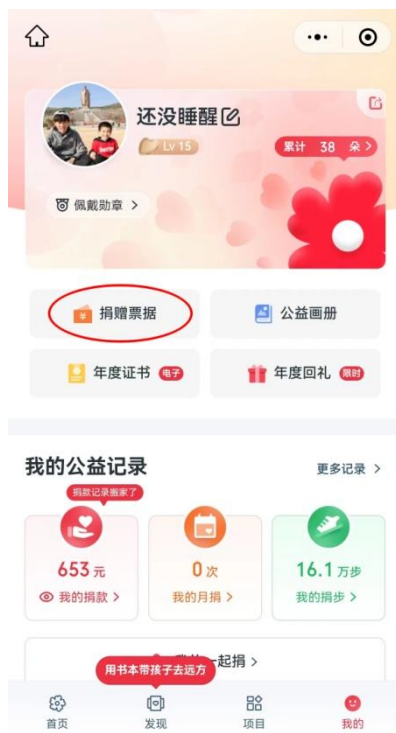 还没睡醒
Lv 15
累计 38 朵 >
佩戴勋章 >
捐赠票据
公益画册
年度证书 电子
年度回礼 限时
我的公益记录
更多记录 >
捐款记录搬家了
653 元
0 次
16.1 万步
我的捐款 >
我的月捐 >
我的捐步 >
一起捐 >
用书本带孩子去远方
首页
发现
项目
我的